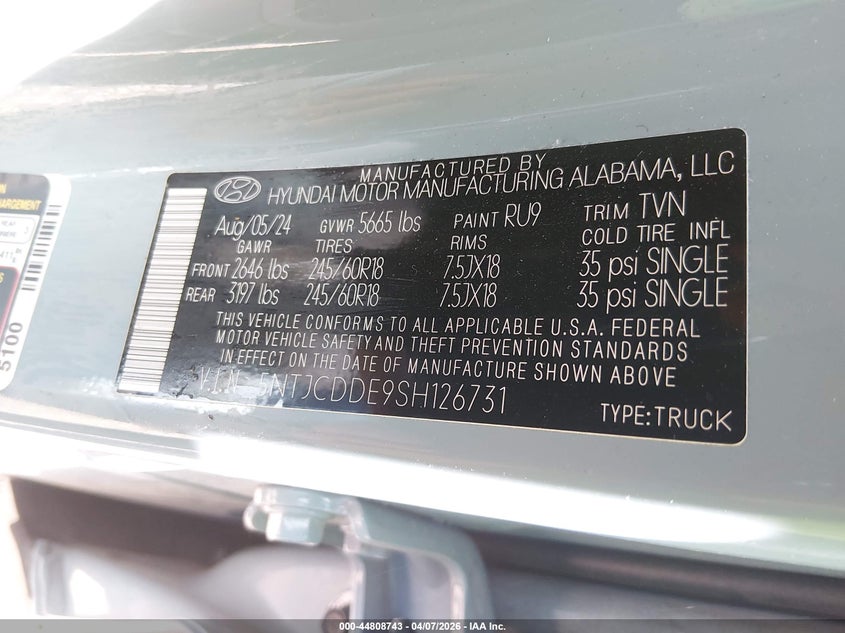 MANUFACTURED BY
HYUNDAI MOTOR MANUFACTURING ALABAMA, LLC
Aug/05/24 GVWR 5665 lbs PAINT RU9 TRIM TVN
GAWR TIRES RIMS COLD TIRE INFL
FRONT 2646 lbs 245/60R18 7.5JX18 35 psi SINGLE
REAR 3197 lbs 245/60R18 7.5JX18 35 psi SINGLE
THIS VEHICLE CONFORMS TO ALL APPLICABLE U.S.A. FEDERAL
MOTOR VEHICLE SAFETY AND THEFT PREVENTION STANDARDS
IN EFFECT ON THE DATE OF MANUFACTURE SHOWN ABOVE
V.I.N. 5NTJCDDE9SH126731
TYPE:TRUCK
5100
000-44808743 - 04/07/2026 - IAA Inc.